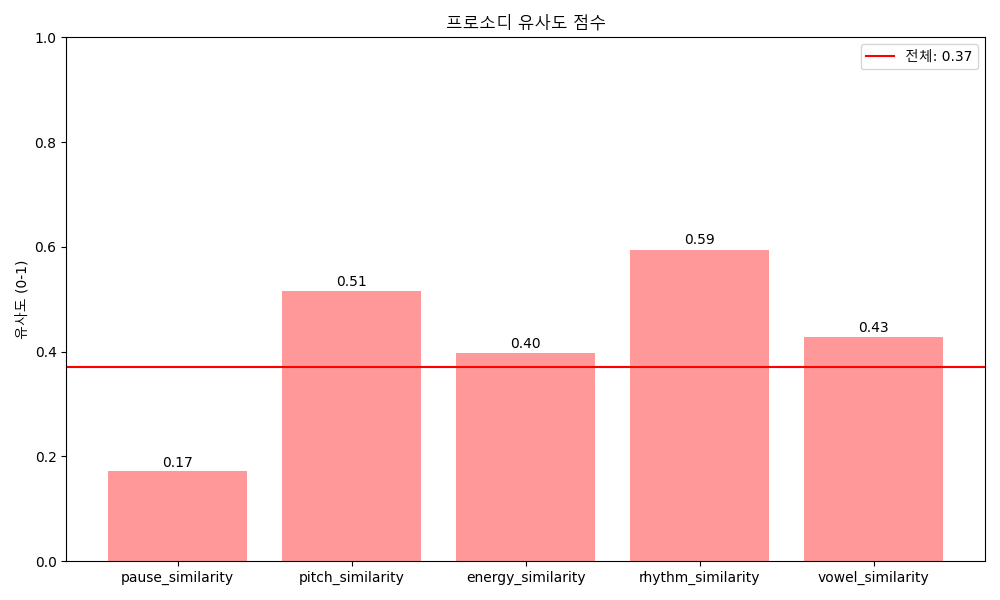 프로소디 유사도 점수
전체: 0.37
유사도 (0-1)
1.0
0.8
0.6
0.4
0.2
0.0
0.17
0.51
0.40
0.59
0.43
pause_similarity
pitch_similarity
energy_similarity
rhythm_similarity
vowel_similarity